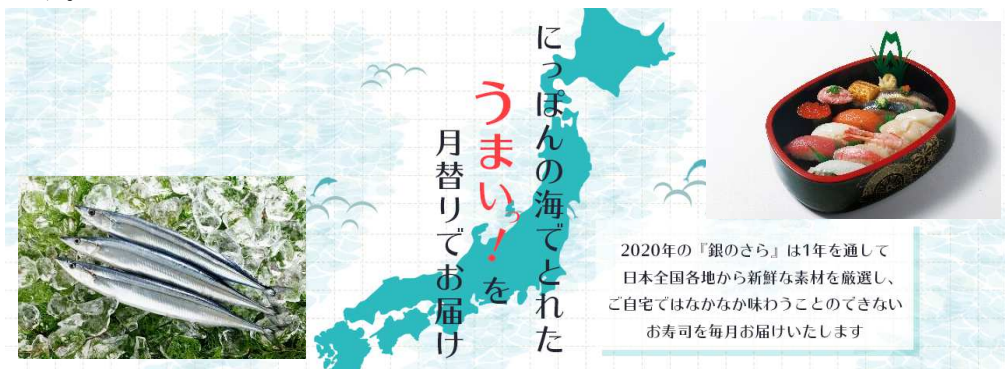 にっぽんの海でとれた
うまいっ!を
月替りでお届け
2020年の『銀のさら』は1年を通して
日本全国各地から新鮮な素材を厳選し、
ご自宅ではなかなか味わうことのできない
お寿司を毎月お届けいたします